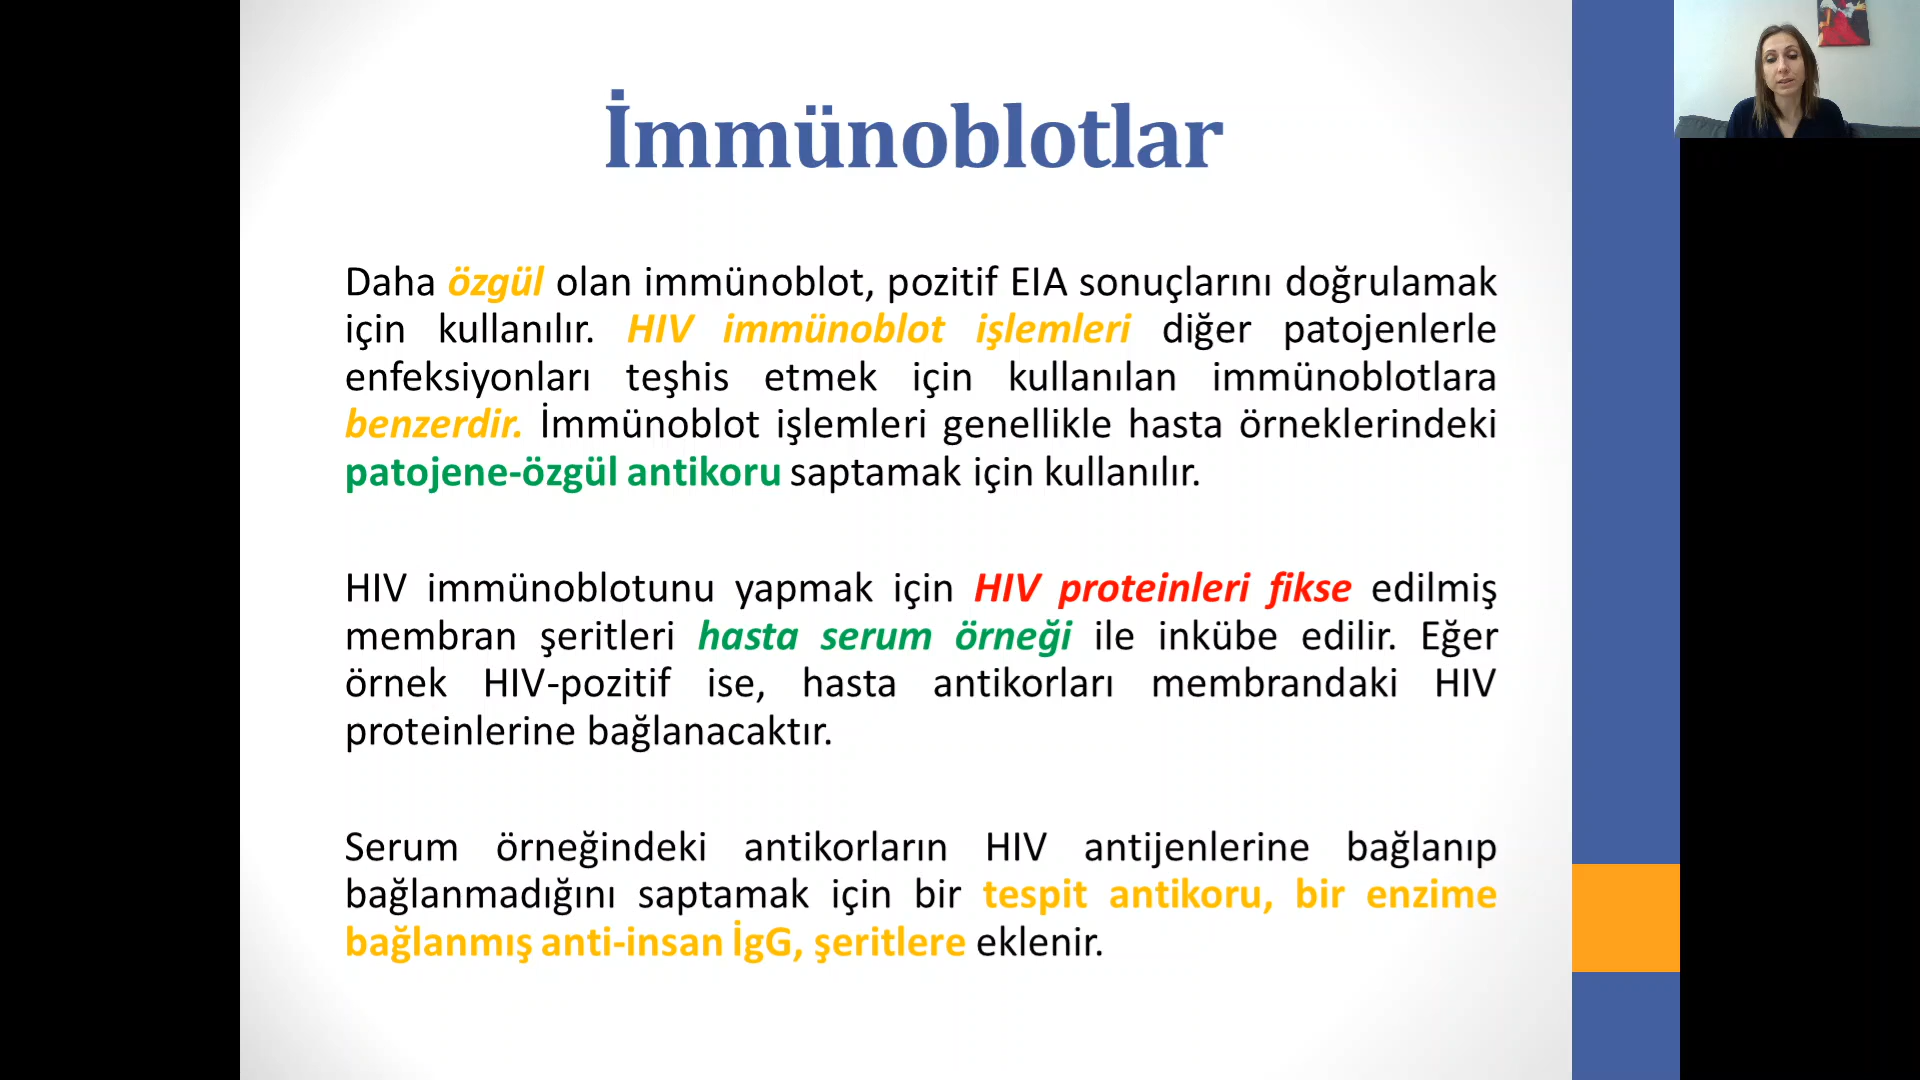 İmmünoblotlar
Daha özgül olan immünoblot, pozitif EIA sonuçlarını doğrulamak
için kullanılır. HIV immünoblot işlemleri diğer patojenlerle
enfeksiyonları teşhis etmek için kullanılan immünoblotlara
benzerdir. İmmünoblot işlemleri genellikle hasta örneklerindeki
patojene-özgül antikoru saptamak için kullanılır.
HIV immünoblotunu yapmak için HIV proteinleri fikse edilmiş
membran şeritleri hasta serum örneği ile inkübe edilir. Eğer
örnek HIV-pozitif ise, hasta antikorları membrandaki HIV
proteinlerine bağlanacaktır.
Serum örneğindeki antikorların HIV antijenlerine bağlanıp
bağlanmadığını saptamak için bir tespit antikoru, bir enzime
bağlanmış anti-insan İgG, şeritlere eklenir.